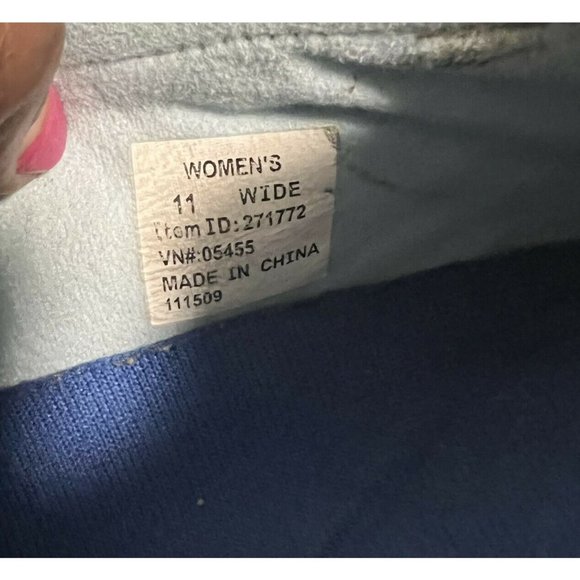 WOMEN'S
11 WIDE
Item ID:271772
VN#:05455
MADE IN CHINA
111509